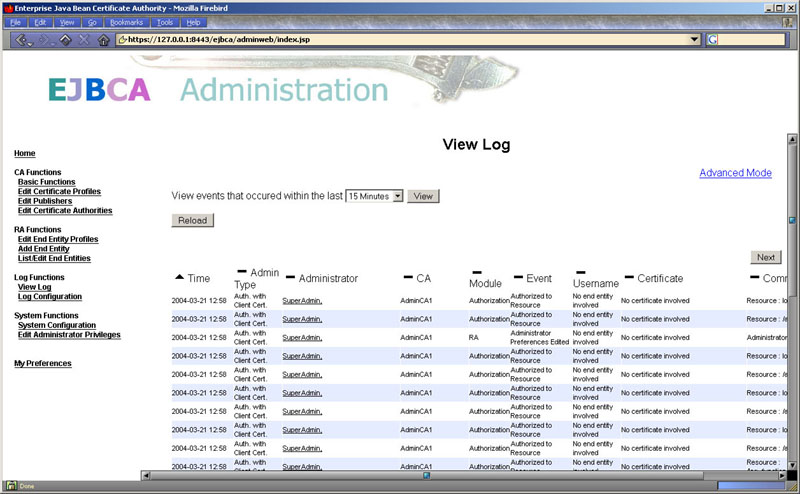 Enterprise Java Bean Certificate Authority - Mozilla Firebird
File Edit View Go Bookmarks Tools Help
https://127.0.0.1:8443/ejbca/adminweb/index.jsp
EJBCA Administration
View Log
Home
Advanced Mode
CA Functions
Basic Functions
Edit Certificate Profiles
Edit Publishers
Edit Certificate Authorities
View events that occured within the last 15 Minutes View
Reload
RA Functions
Edit End Entity Profiles
Add End Entity
List/Edit End Entities
Log Functions
View Log
Log Configuration
System Functions
System Configuration
Edit Administrator Privileges
My Preferences
Next
Time Admin Type Administrator CA Module Event Username Certificate Comm
2004-03-21 12:58 Auth. with Client Cert. SuperAdmin, AdminCA1 Authorization Authorized to Resource No end entity involved No certificate involved Resource : lo
2004-03-21 12:58 Auth. with Client Cert. SuperAdmin, AdminCA1 Authorization Authorized to Resource No end entity involved No certificate involved Resource : /s
2004-03-21 12:58 Auth. with Client Cert. SuperAdmin, AdminCA1 RA Administrator Preferences Edited No end entity involved No certificate involved Administrator
2004-03-21 12:58 Auth. with Client Cert. SuperAdmin, AdminCA1 Authorization Authorized to Resource No end entity involved No certificate involved Resource : /s
2004-03-21 12:58 Auth. with Client Cert. SuperAdmin, AdminCA1 Authorization Authorized to Resource No end entity involved No certificate involved Resource : lo
2004-03-21 12:58 Auth. with Client Cert. SuperAdmin, AdminCA1 Authorization Authorized to Resource No end entity involved No certificate involved Resource : /s
2004-03-21 12:58 Auth. with Client Cert. SuperAdmin, AdminCA1 Authorization Authorized to Resource No end entity involved No certificate involved Resource : lo
2004-03-21 12:58 Auth. with Client Cert. SuperAdmin, AdminCA1 Authorization Authorized to Resource No end entity involved No certificate involved Resource : /s
2004-03-21 12:58 Auth. with Client Cert. SuperAdmin, AdminCA1 Authorization Authorized to Resource No end entity involved No certificate involved Resource : lo
2004-03-21 12:58 Auth. with Client Cert. SuperAdmin, AdminCA1 Authorization Authorized to Resource No end entity involved No certificate involved Resource :
Done